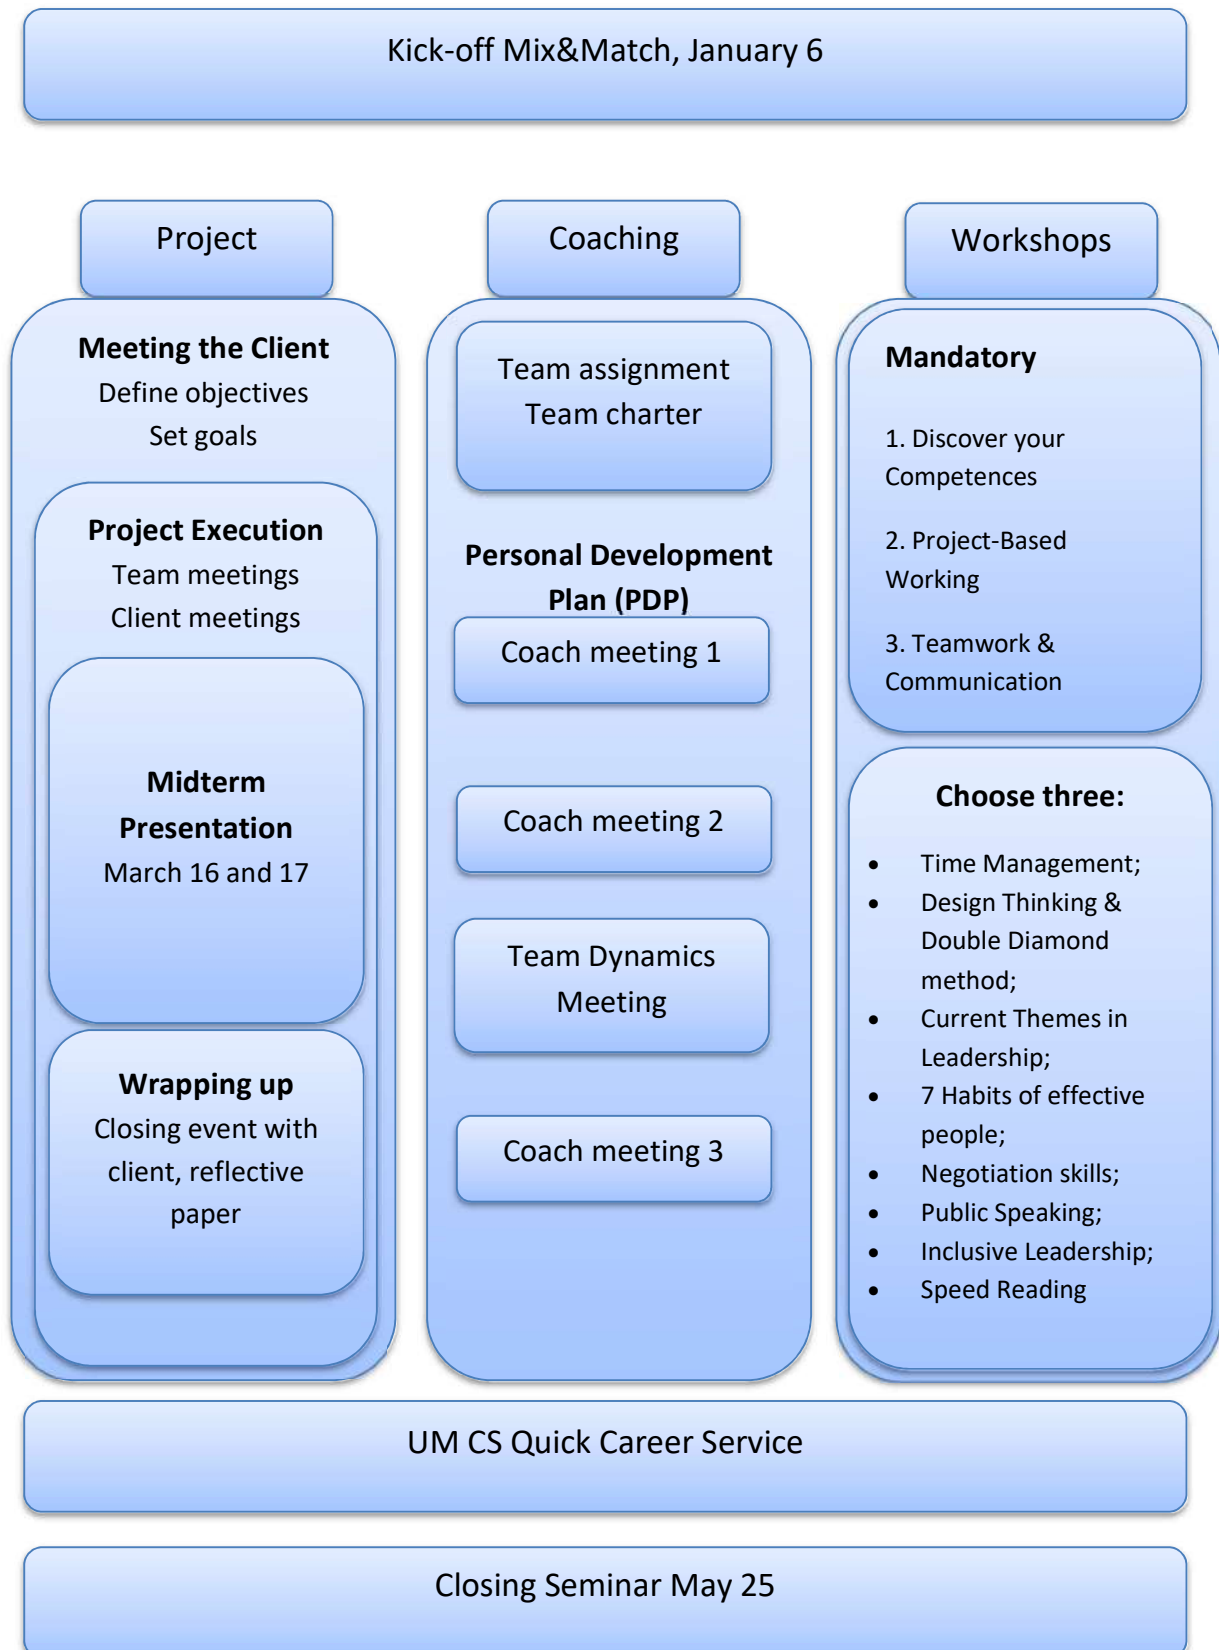 Kick-off Mix&Match, January 6
Project
Meeting the Client
Define objectives
Set goals
Project Execution
Team meetings
Client meetings
Midterm
Presentation
March 16 and 17
Wrapping up
Closing event with
client, reflective
paper
Coaching
Team assignment
Team charter
Personal Development
Plan (PDP)
Coach meeting 1
Coach meeting 2
Team Dynamics
Meeting
Coach meeting 3
Workshops
Mandatory
1. Discover your
Competences
2. Project-Based
Working
3. Teamwork &
Communication
Choose three:
• Time Management;
• Design Thinking &
Double Diamond
method;
• Current Themes in
Leadership;
• 7 Habits of effective
people;
• Negotiation skills;
• Public Speaking;
• Inclusive Leadership;
• Speed Reading
UM CS Quick Career Service
Closing Seminar May 25